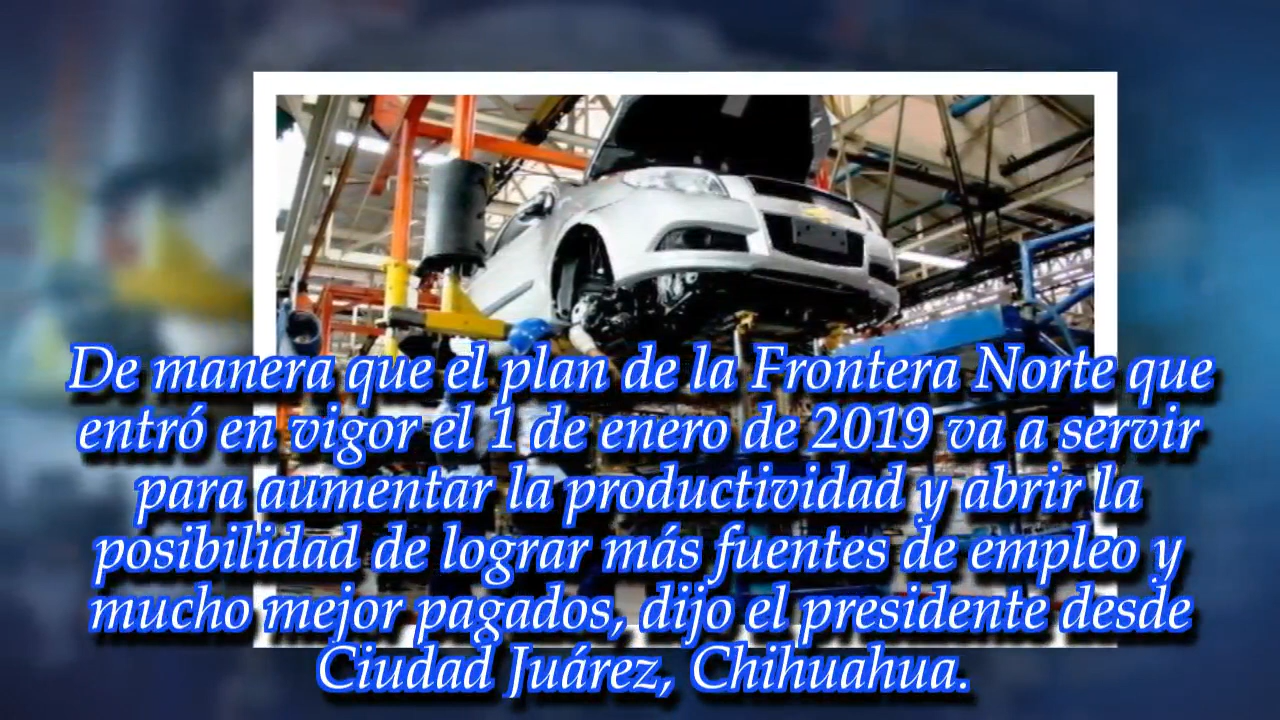 De manera que el plan de la Frontera Norte que
entró en vigor el 1 de enero de 2019 va a servir
para aumentar la productividad y abrir la
posibilidad de lograr más fuentes de empleo y
mucho mejor pagados, dijo el presidente desde
Ciudad Juárez, Chihuahua.